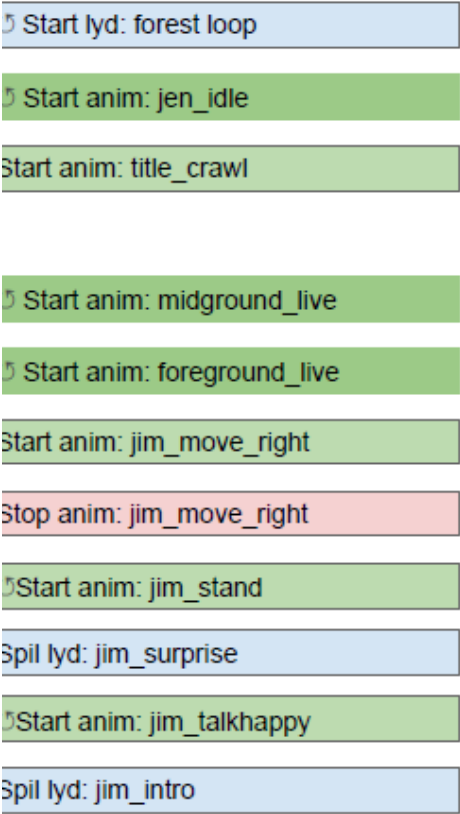 ↺ Start lyd: forest loop
↺ Start anim: jen_idle
Start anim: title_crawl
↺ Start anim: midground_live
↺ Start anim: foreground_live
Start anim: jim_move_right
Stop anim: jim_move_right
↺Start anim: jim_stand
Spil lyd: jim_surprise
↺Start anim: jim_talkhappy
Spil lyd: jim_intro